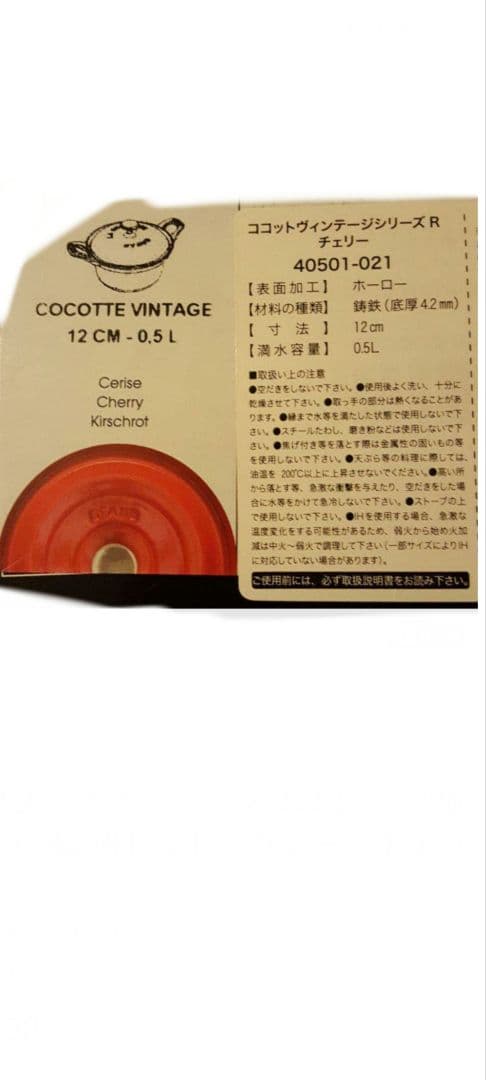 COCOTTE VINTAGE
12 CM - 0,5 L
Cerise
Cherry
Kirschrot
STAUB
ココットヴィンテージシリーズ R
チェリー
40501-021
【表面加工】 ホーロー
【材料の種類】 鋳鉄(底厚4.2㎜)
【寸法】 12㎝
【満水容量】 0.5L
■取扱い上の注意
●空だきをしないで下さい。●使用後よく洗い、十分に
乾燥させて下さい。●取っ手の部分は熱くなることがあ
ります。●縁まで水等を満たした状態で使用しないで下
さい。●スチールたわし、磨き粉などは使用しないで下
さい。●焦げ付き等を落とす際は金属性の固いもの等
を使用しないで下さい。●天ぷら等の料理に際しては、
油温を 200℃以上に上昇させないでください。●高い所
から落とす等、急激な衝撃を与えたり、空だきをした場
合に水等をかけて急冷しないで下さい。●ストーブの上
で使用しないで下さい。●IHを使用する場合、急激な
温度変化をする可能性があるため、弱火から始め火加
減は中火～弱火で調理して下さい(一部サイズによりIH
に対応していない場合があります)。
ご使用前には、必ず取扱説明書をお読み下さい。